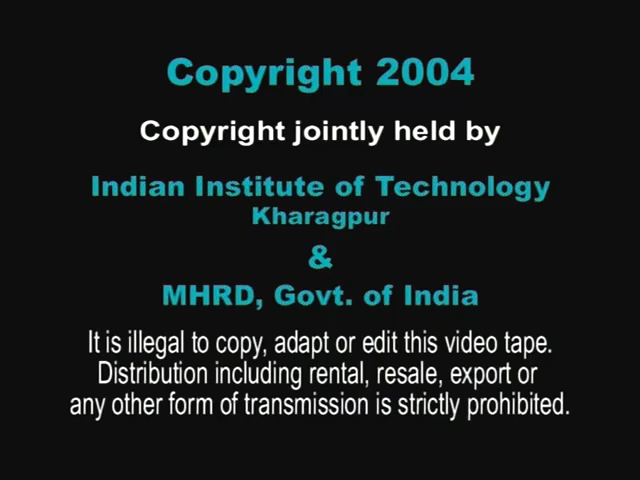 Copyright 2004
Copyright jointly held by
Indian Institute of Technology
Kharagpur
&
MHRD, Govt. of India
It is illegal to copy, adapt or edit this video tape.
Distribution including rental, resale, export or
any other form of transmission is strictly prohibited.